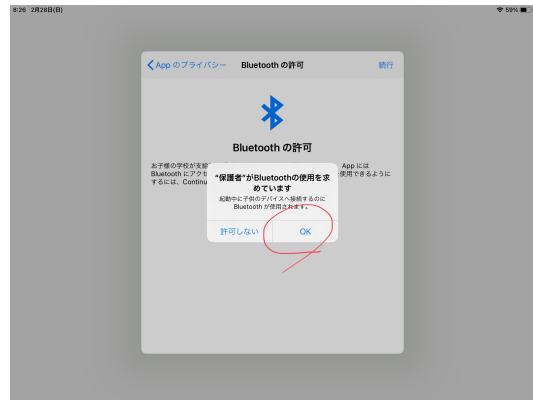 8:26 2月28日(日)
59%
App のプライバシー
Bluetooth の許可
続行
Bluetooth の許可
お子様の学校が支給
App には
Bluetooth にアクセ
使用できるように
するには、Continu
“保護者”がBluetoothの使用を求
めています
起動中に子供のデバイスへ接続するのに
Bluetooth が使用されます。
許可しない
OK